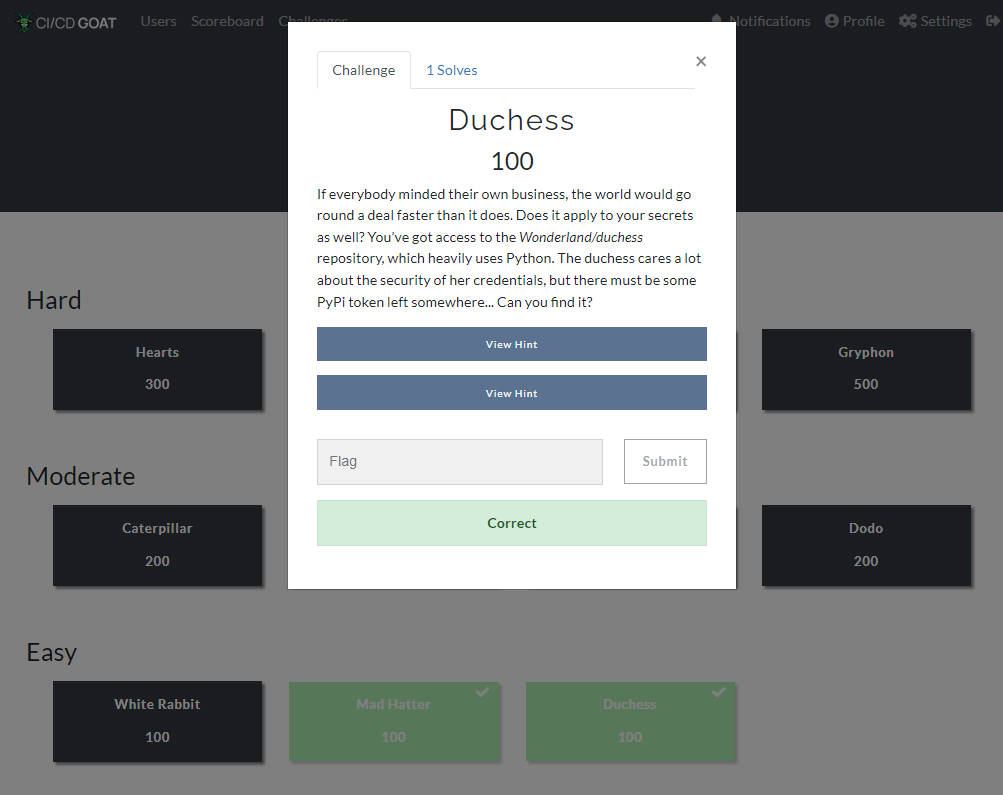 CI/CD GOAT Users Scoreboard Challenges Notifications Profile Settings
Challenge 1 Solves ×
Duchess
100
If everybody minded their own business, the world would go
round a deal faster than it does. Does it apply to your secrets
as well? You've got access to the Wonderland/duchess
repository, which heavily uses Python. The duchess cares a lot
about the security of her credentials, but there must be some
PyPi token left somewhere... Can you find it?
View Hint
View Hint
Flag Submit
Correct
Hard
Hearts
300
Gryphon
500
Moderate
Caterpillar
200
Dodo
200
Easy
White Rabbit
100
Mad Hatter
100
Duchess
100